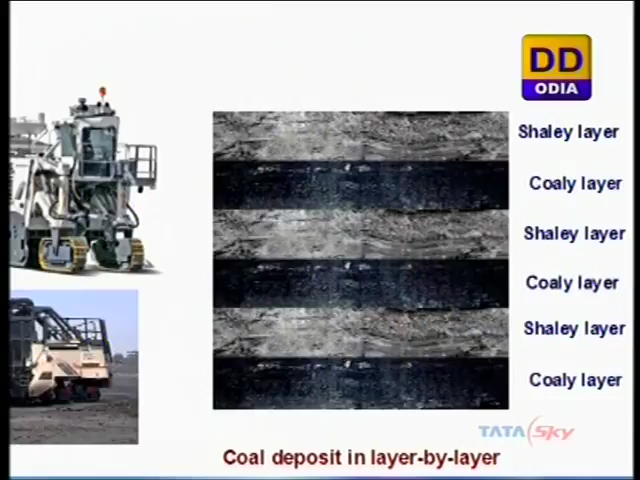 DD
ODIA
Shaley layer
Coaly layer
Shaley layer
Coaly layer
Shaley layer
Coaly layer
TATA Sky
Coal deposit in layer-by-layer